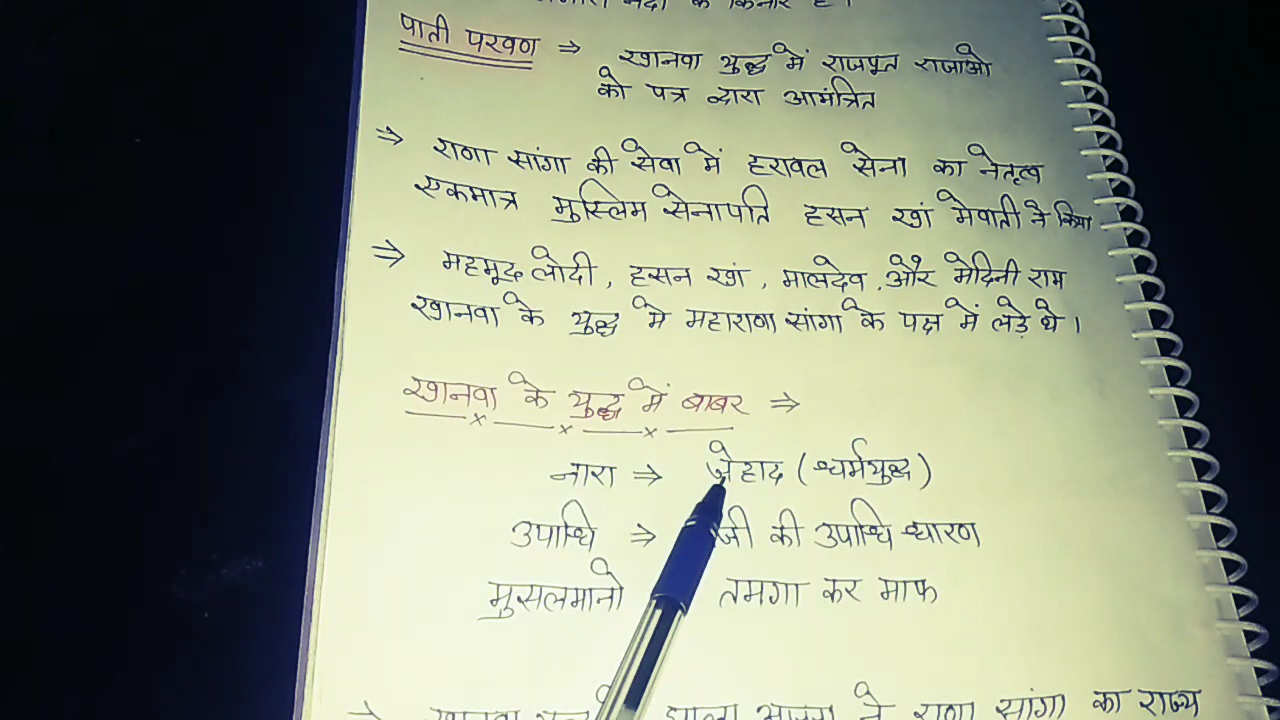 के किनारे है।
पाती परवण ⇒ खानवा युद्ध में राजपूत राजाओ
को पत्र द्वारा आमंत्रित
⇒ राणा सांगा की सेवा में हरावल सेना का नेतृत्व
एकमात्र मुस्लिम सेनापति हसन खां मेवाती ने किया
⇒ महमूद लोदी, हसन खां, मालदेव, और मेदिनी राम
खानवा के युद्ध मे महाराणा सांगा के पक्ष में लड़े थे।
खानवा के युद्ध में बाबर ⇒
नारा ⇒ जेहाद (धर्मयुद्ध)
उपाधि ⇒ जी की उपाधि धारण
मुसलमानो तमगा कर माफ
⇒ ने राणा सांगा का राज्य